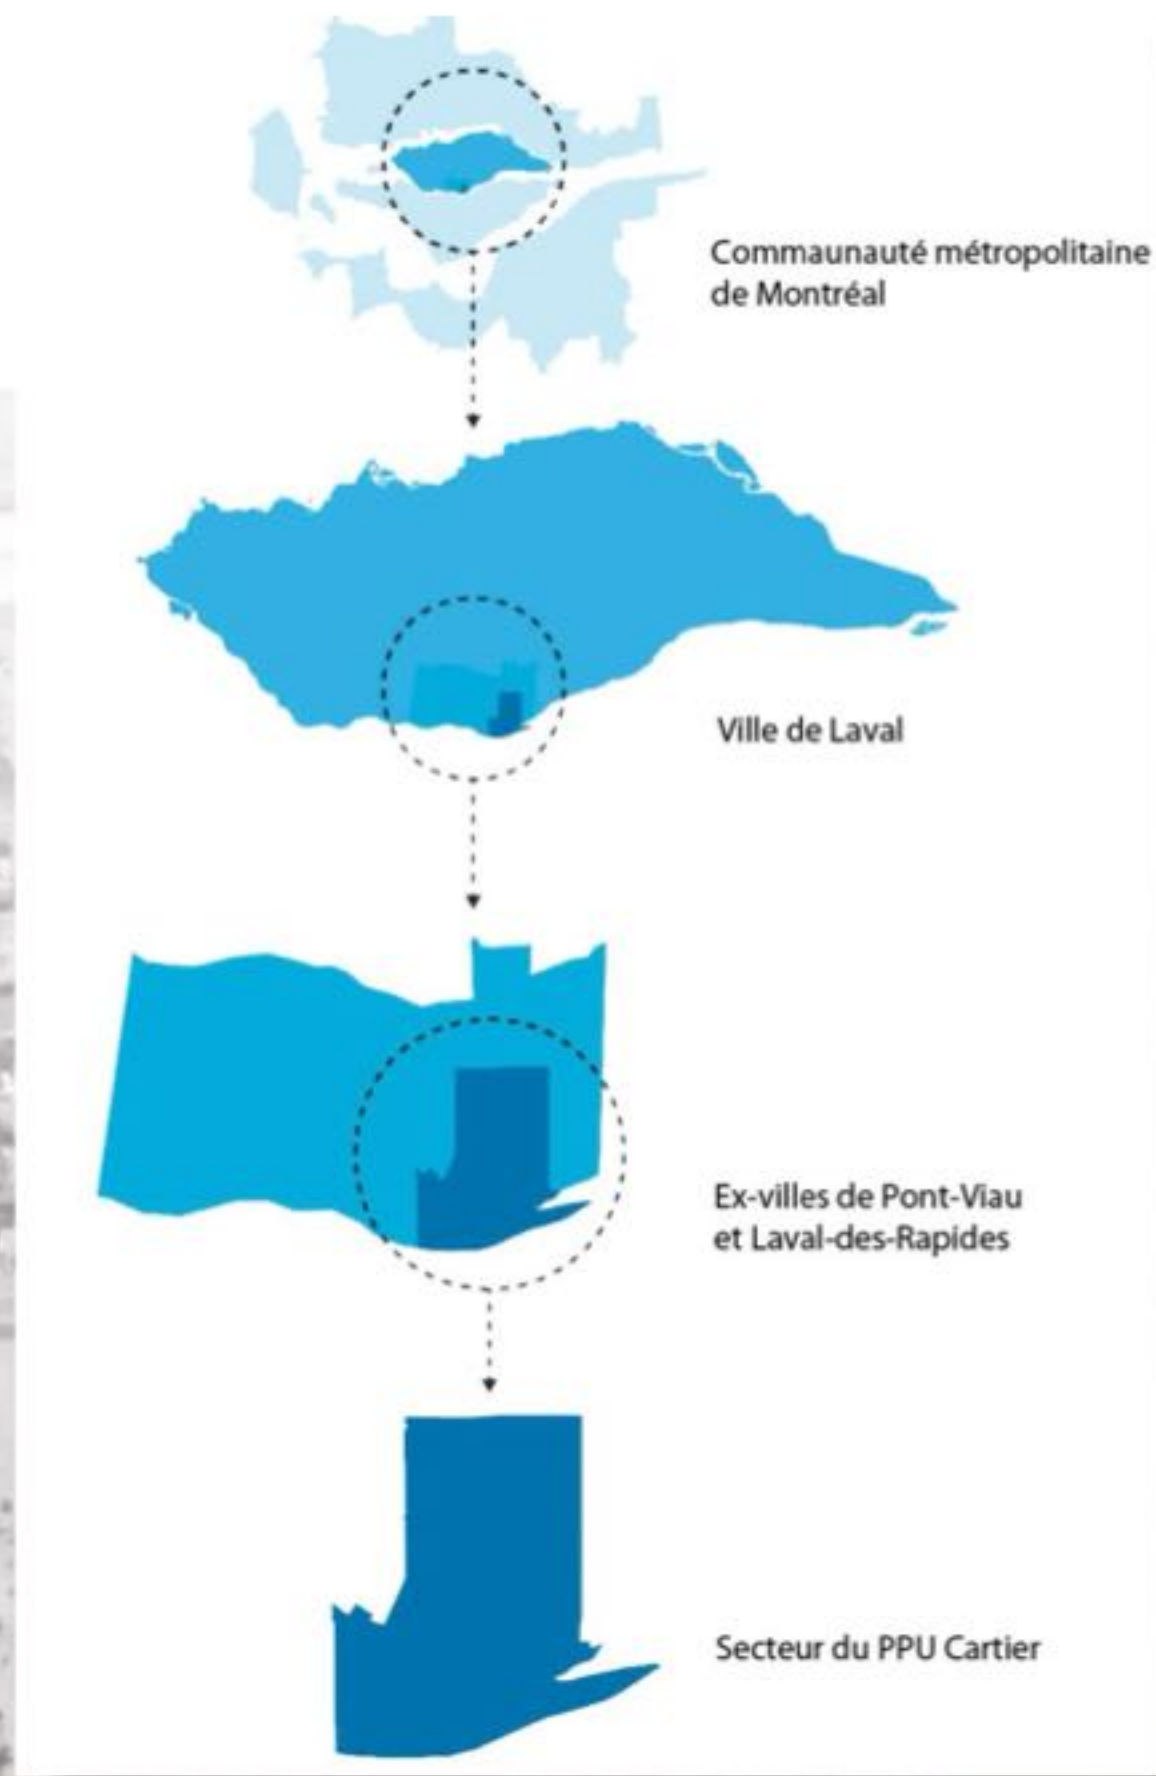 Commaunauté métropolitaine
de Montréal
Ville de Laval
Ex-villes de Pont-Viau
et Laval-des-Rapides
Secteur du PPU Cartier